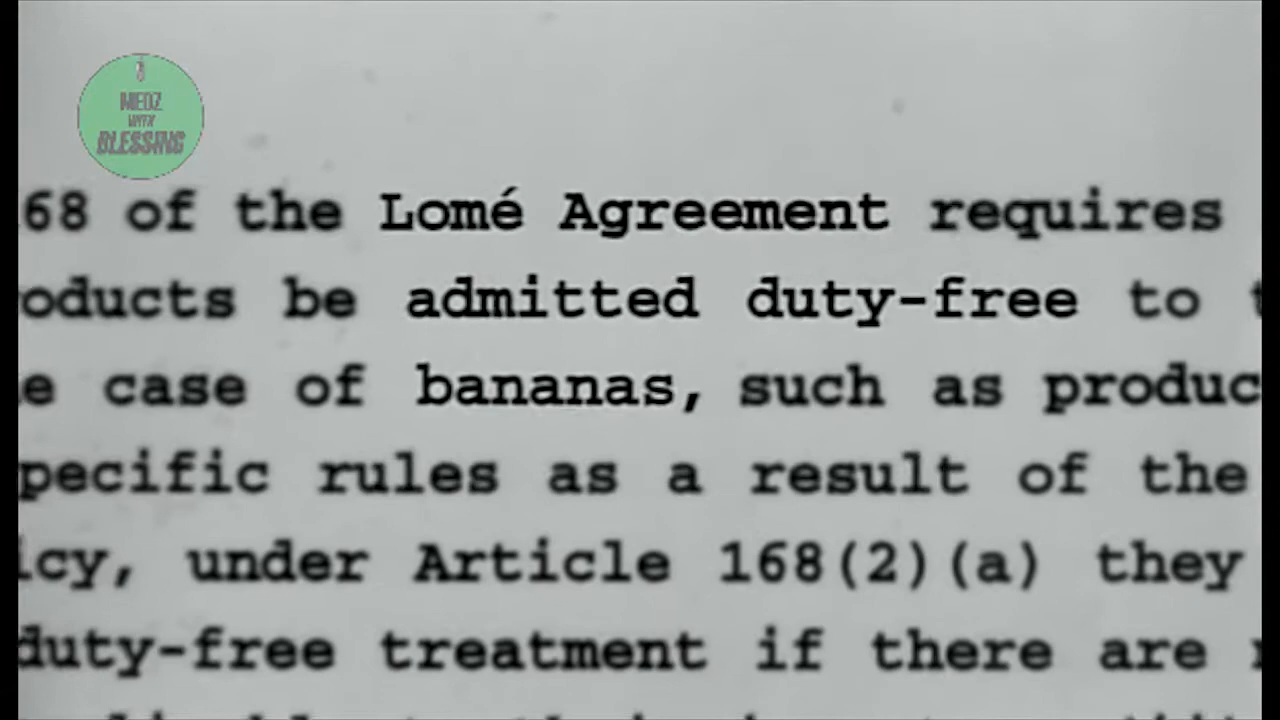 MEDZ
WITH
BLESSING
68 of the Lomé Agreement requires
oducts be admitted duty-free to t
e case of bananas, such as produc
pecific rules as a result of the
icy, under Article 168(2)(a) they
duty-free treatment if there are